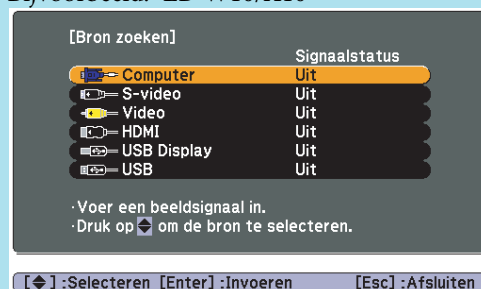 [Bron zoeken]
Signaalstatus
Computer Uit
S-video Uit
Video Uit
HDMI Uit
USB Display Uit
USB Uit
·Voer een beeldsignaal in.
·Druk op om de bron te selecteren.
[ ] :Selecteren [Enter] :Invoeren [Esc] :Afsluiten